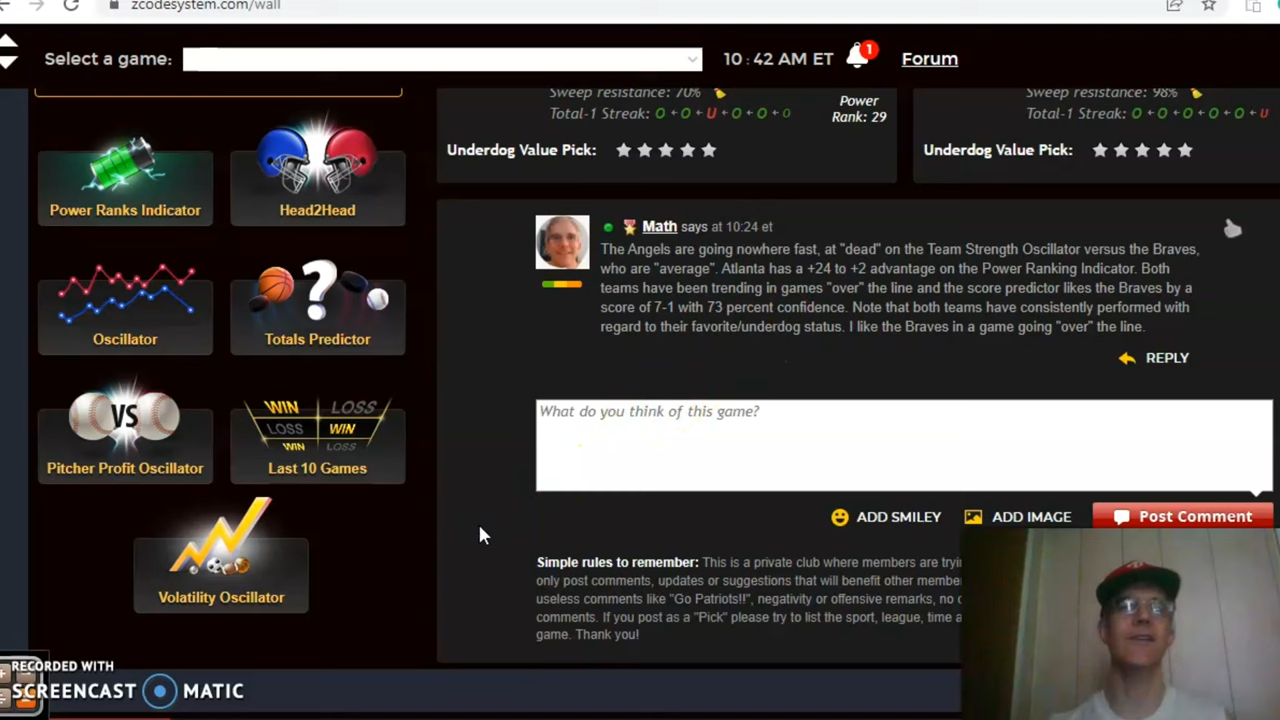 zcodesystem.com/wall
Select a game:
10:42 AM ET
1
Forum
Sweep resistance: 70%
Total-1 Streak: O ← O ← U ← O ← O ← O
Power
Rank: 29
Underdog Value Pick:
Sweep resistance: 98%
Total-1 Streak: O ← O ← O ← O ← O ← U
Underdog Value Pick:
Power Ranks Indicator
Head2Head
Oscillator
Totals Predictor
VS
Pitcher Profit Oscillator
WIN LOSS
LOSS WIN
WIN LOSS
Last 10 Games
Volatility Oscillator
Math says at 10:24 et
The Angels are going nowhere fast, at "dead" on the Team Strength Oscillator versus the Braves,
who are "average". Atlanta has a +24 to +2 advantage on the Power Ranking Indicator. Both
teams have been trending in games "over" the line and the score predictor likes the Braves by a
score of 7-1 with 73 percent confidence. Note that both teams have consistently performed with
regard to their favorite/underdog status. I like the Braves in a game going "over" the line.
REPLY
What do you think of this game?
ADD SMILEY
ADD IMAGE
Post Comment
Simple rules to remember: This is a private club where members are
only post comments, updates or suggestions that will benefit other
useless comments like "Go Patriots!!", negativity or offensive remarks, no
comments. If you post as a "Pick" please try to list the sport, league, time
game. Thank you!
RECORDED WITH
SCREENCAST MATIC